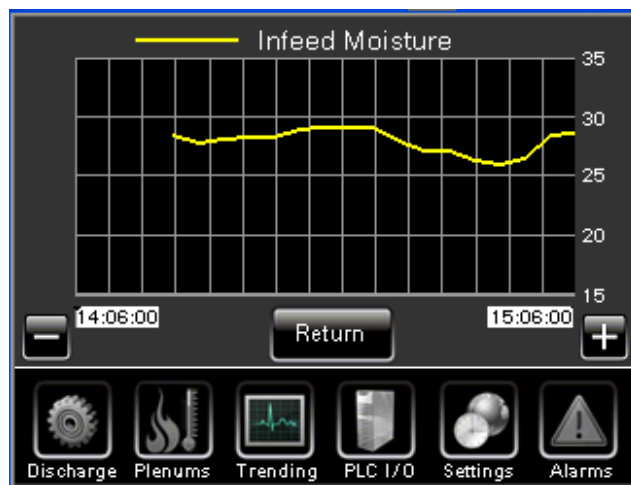 Infeed Moisture
35
30
25
20
15
14:06:00 15:06:00
Return
Discharge Plenums Trending PLC I/O Settings Alarms